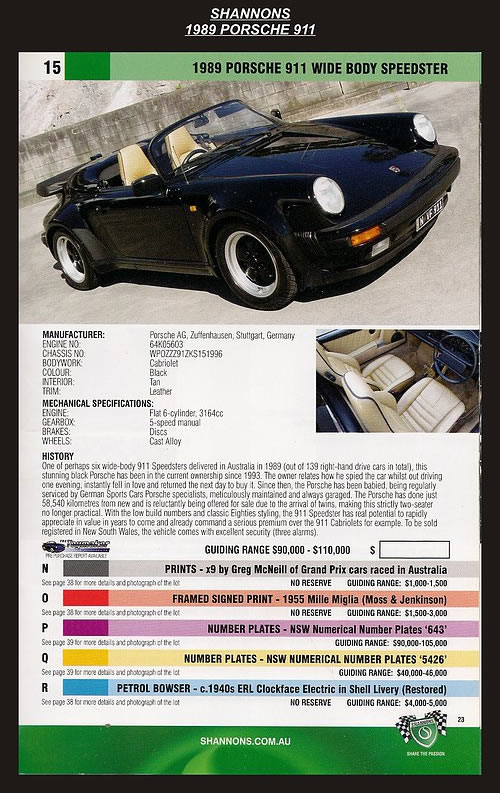 SHANNONS
1989 PORSCHE 911
15 1989 PORSCHE 911 WIDE BODY SPEEDSTER
MANUFACTURER: Porsche AG, Zuffenhausen, Stuttgart, Germany
ENGINE NO: 64K05603
CHASSIS NO: WPOZZZ91ZKS151996
BODYWORK: Cabriolet
COLOUR: Black
INTERIOR: Tan
TRIM: Leather
MECHANICAL SPECIFICATIONS:
ENGINE: Flat 6-cylinder, 3164cc
GEARBOX: 5-speed manual
BRAKES: Discs
WHEELS: Cast Alloy
HISTORY
One of perhaps six wide-body 911 Speedsters delivered in Australia in 1989 (out of 139 right-hand drive cars in total), this
stunning black Porsche has been in the current ownership since 1993. The owner relates how he spied the car whilst out driving
one evening, instantly fell in love and returned the next day to buy it. Since then, the Porsche has been babied, being regularly
serviced by German Sports Cars Porsche specialists, meticulously maintained and always garaged. The Porsche has done just
58,540 kilometres from new and is reluctantly being offered for sale due to the arrival of twins, making this strictly two-seater
no longer practical. With the low build numbers and classic Eighties styling, the 911 Speedster has real potential to rapidly
appreciate in value in years to come and already command a serious premium over the 911 Cabriolets for example. To be sold
registered in New South Wales, the vehicle comes with excellent security (three alarms).
PRE-PURCHASE REPORT AVAILABLE
GUIDING RANGE $90,000 - $110,000 $
N PRINTS - x9 by Greg McNeill of Grand Prix cars raced in Australia
See page 38 for more details and photograph of the lot NO RESERVE GUIDING RANGE: $1,000-1,500
O FRAMED SIGNED PRINT - 1955 Mille Miglia (Moss & Jenkinson)
See page 38 for more details and photograph of the lot NO RESERVE GUIDING RANGE: $1,500-3,000
P NUMBER PLATES - NSW Numerical Number Plates '643'
See page 39 for more details and photograph of the lot GUIDING RANGE: $90,000-105,000
Q NUMBER PLATES - NSW NUMERICAL NUMBER PLATES '5426'
See page 39 for more details and photograph of the lot GUIDING RANGE: $40,000-46,000
R PETROL BOWSER - c.1940s ERL Clockface Electric in Shell Livery (Restored)
See page 38 for more details and photograph of the lot NO RESERVE GUIDING RANGE: $4,000-5,000
23
SHANNONS
SHANNONS.COM.AU
SHARE THE PASSION